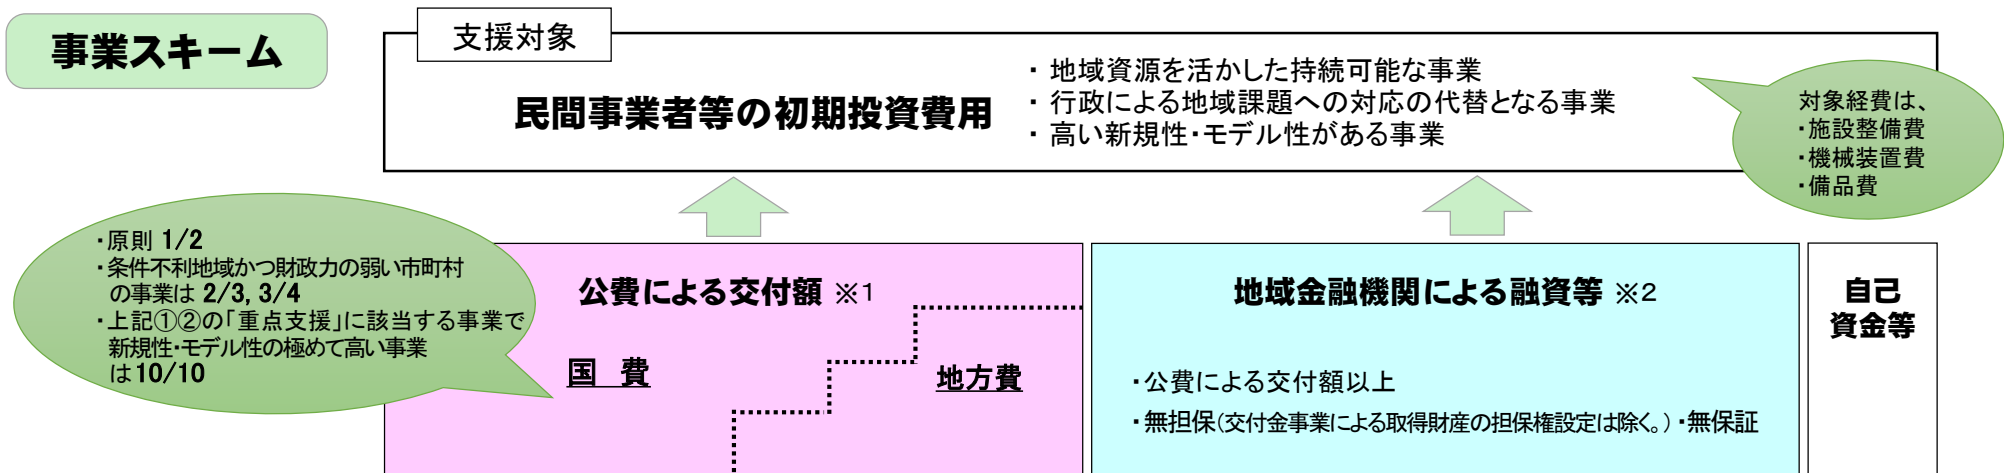 事業スキーム
支援対象
民間事業者等の初期投資費用
・ 地域資源を活かした持続可能な事業
・ 行政による地域課題への対応の代替となる事業
・ 高い新規性・モデル性がある事業
対象経費は、
・施設整備費
・機械装置費
・備品費
・原則 1/2
・条件不利地域かつ財政力の弱い市町村
の事業は 2/3, 3/4
・上記①②の「重点支援」に該当する事業で
新規性・モデル性の極めて高い事業
は10/10
公費による交付額 ※1
国 費
地方費
地域金融機関による融資等 ※2
・公費による交付額以上
・無担保(交付金事業による取得財産の担保権設定は除く。)・無保証
自己
資金等